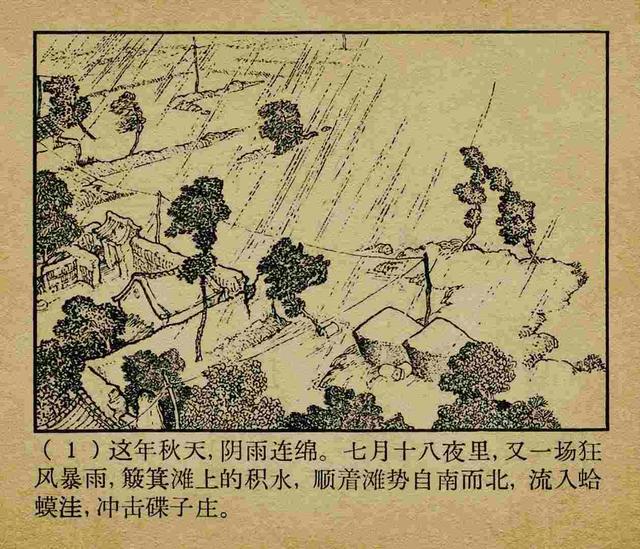 (1)这年秋天,阴雨连绵。七月十八夜里,又一场狂
风暴雨,簸箕滩上的积水,顺着滩势自南而北,流入蛤
蟆洼,冲击碟子庄。